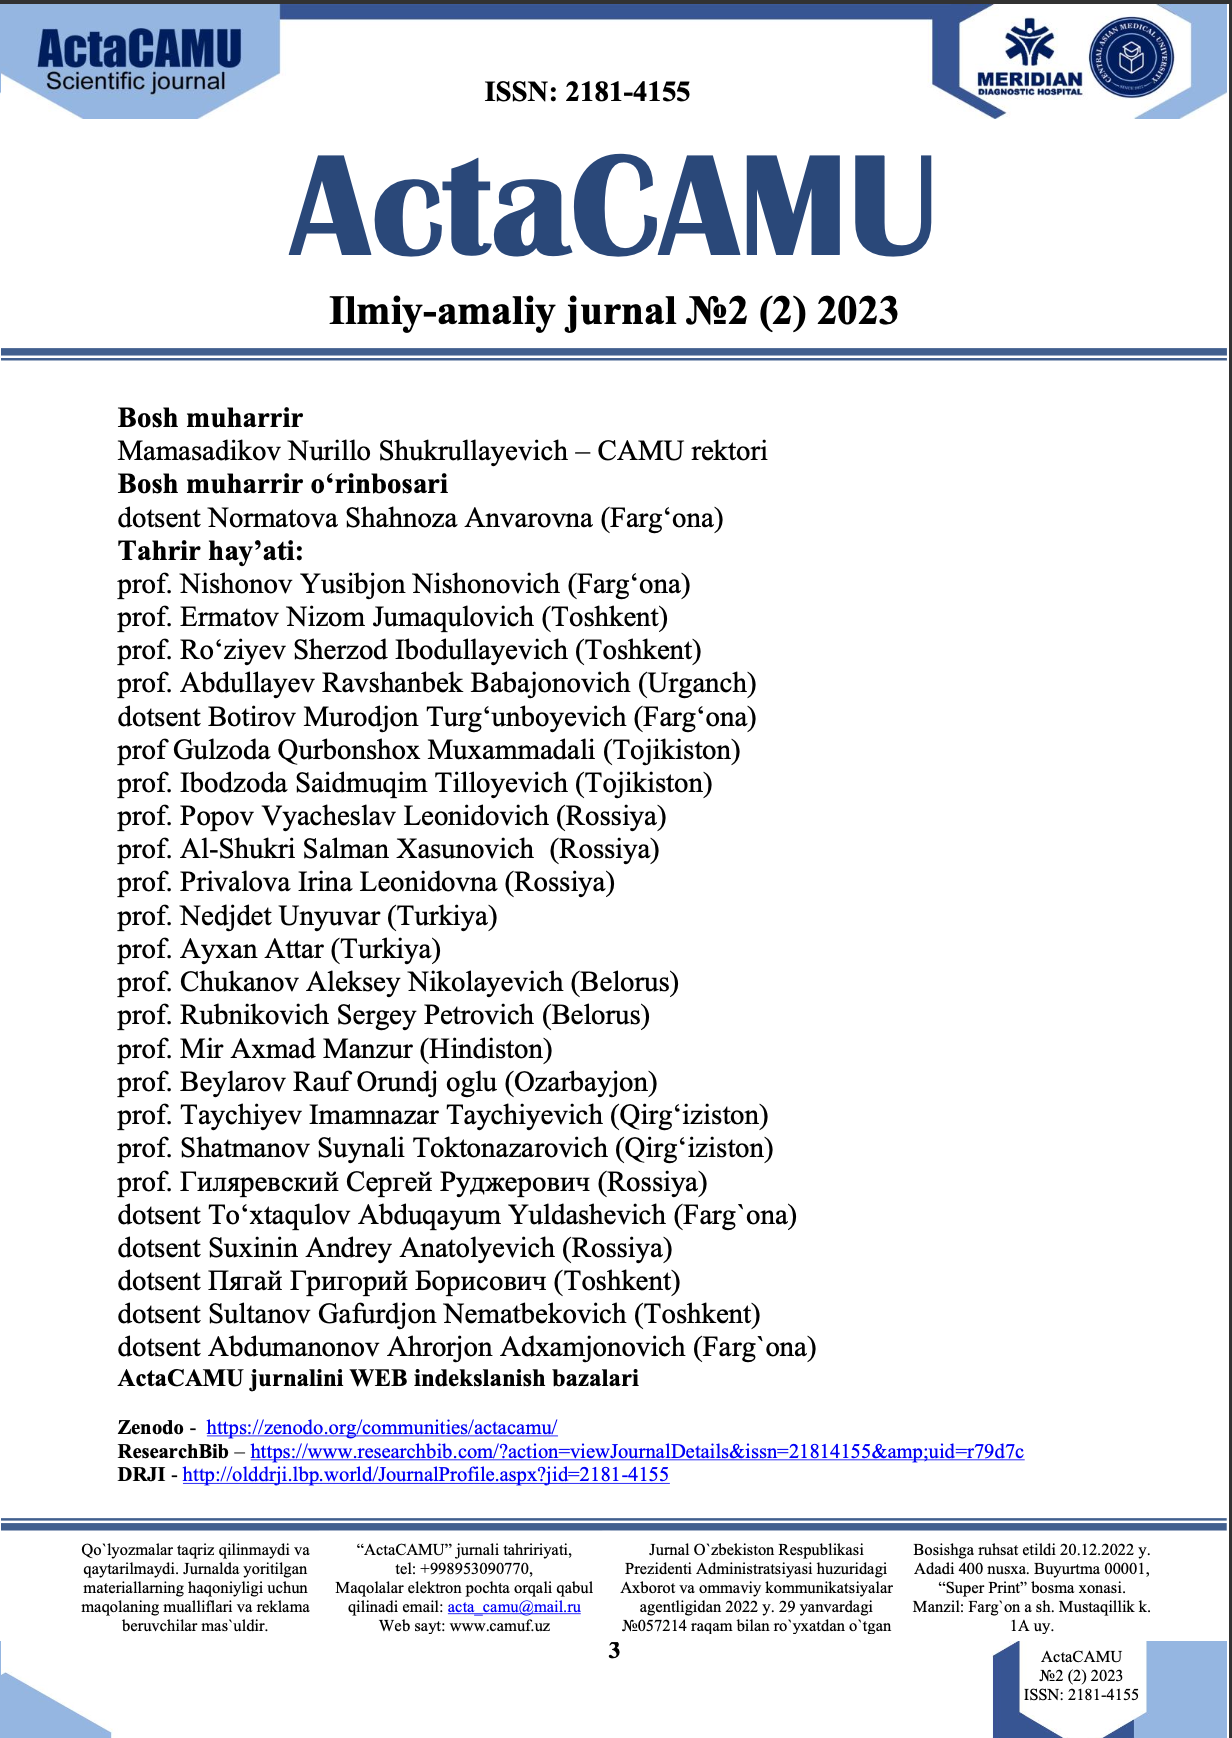 ActaCAMU
Scientific journal
ISSN: 2181-4155
MERIDIAN
DIAGNOSTIC HOSPITAL
CENTRAL ASIAN MEDICAL UNIVERSITY
ActaCAMU
Ilmiy-amaliy jurnal №2 (2) 2023
Bosh muharrir
Mamasadikov Nurillo Shukrullayevich – CAMU rektori
Bosh muharrir o‘rinbosari
dotsent Normatova Shahnoza Anvarovna (Farg‘ona)
Tahrir hay’ati:
prof. Nishonov Yusibjon Nishonovich (Farg‘ona)
prof. Ermatov Nizom Jumaqulovich (Toshkent)
prof. Ro‘ziyev Sherzod Ibodullayevich (Toshkent)
prof. Abdullayev Ravshanbek Babajonovich (Urganch)
dotsent Botirov Murodjon Turg‘unboyevich (Farg‘ona)
prof Gulzoda Qurbonshox Muxammadali (Tojikiston)
prof. Ibodzoda Saidmuqim Tilloyevich (Tojikiston)
prof. Popov Vyacheslav Leonidovich (Rossiya)
prof. Al-Shukri Salman Xasunovich  (Rossiya)
prof. Privalova Irina Leonidovna (Rossiya)
prof. Nedjdet Unyuvar (Turkiya)
prof. Ayxan Attar (Turkiya)
prof. Chukanov Aleksey Nikolayevich (Belorus)
prof. Rubnikovich Sergey Petrovich (Belorus)
prof. Mir Axmad Manzur (Hindiston)
prof. Beylarov Rauf Orundj oglu (Ozarbayjon)
prof. Taychiyev Imamnazar Taychiyevich (Qirg‘iziston)
prof. Shatmanov Suynali Toktonazarovich (Qirg‘iziston)
prof. Гиляревский Сергей Руджерович (Rossiya)
dotsent To‘xtaqulov Abduqayum Yuldashevich (Farg`ona)
dotsent Suxinin Andrey Anatolyevich (Rossiya)
dotsent Пягай Григорий Борисович (Toshkent)
dotsent Sultanov Gafurdjon Nematbekovich (Toshkent)
dotsent Abdumanonov Ahrorjon Adxamjonovich (Farg`ona)
ActaCAMU jurnalini WEB indekslanish bazalari
Zenodo -  https://zenodo.org/communities/actacamu/
ResearchBib – https://www.researchbib.com/?action=viewJournalDetails&issn=21814155&amp;uid=r79d7c
DRJI - http://olddrji.lbp.world/JournalProfile.aspx?jid=2181-4155
Qo`lyozmalar taqriz qilinmaydi va
qaytarilmaydi. Jurnalda yoritilgan
materiallarning haqoniyligi uchun
maqolaning mualliflari va reklama
beruvchilar mas`uldir.
“ActaCAMU” jurnali tahririyati,
tel: +998953090770,
Maqolalar elektron pochta orqali qabul
qilinadi email: acta_camu@mail.ru
Web sayt: www.camuf.uz
Jurnal O`zbekiston Respublikasi
Prezidenti Administratsiyasi huzuridagi
Axborot va ommaviy kommunikatsiyalar
agentligidan 2022 y. 29 yanvardagi
№057214 raqam bilan ro`yxatdan o`tgan
Bosishga ruhsat etildi 20.12.2022 y.
Adadi 400 nusxa. Buyurtma 00001,
“Super Print” bosma xonasi.
Manzil: Farg`on a sh. Mustaqillik k.
1A uy.
3
ActaCAMU
№2 (2) 2023
ISSN: 2181-4155